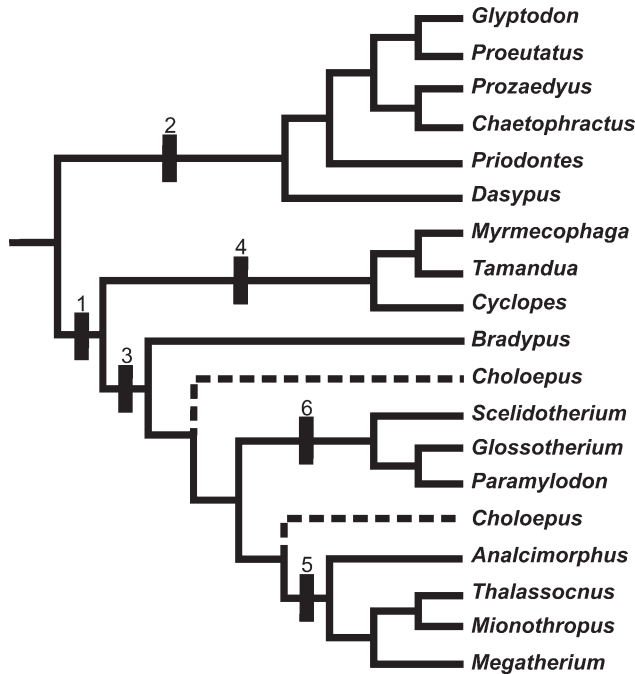 Glyptodon
Proeutatus
Prozaedyus
Chaetophractus
2
Priodontes
Dasypus
Myrmecophaga
4
Tamandua
Cyclopes
1
Bradypus
3
Choloepus
6
Scelidotherium
Glossotherium
Paramylodon
Choloepus
Analcimorphus
5
Thalassocnus
Mionothropus
Megatherium